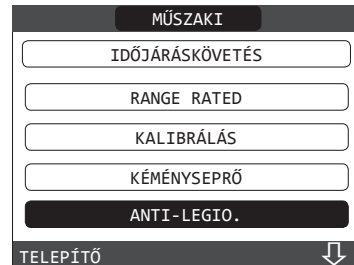 MŰSZAKI
IDŐJÁRÁSKÖVETÉS
RANGE RATED
KALIBRÁLÁS
KÉMÉNYSEPRŐ
ANTI-LEGIO.
TELEPÍTŐ